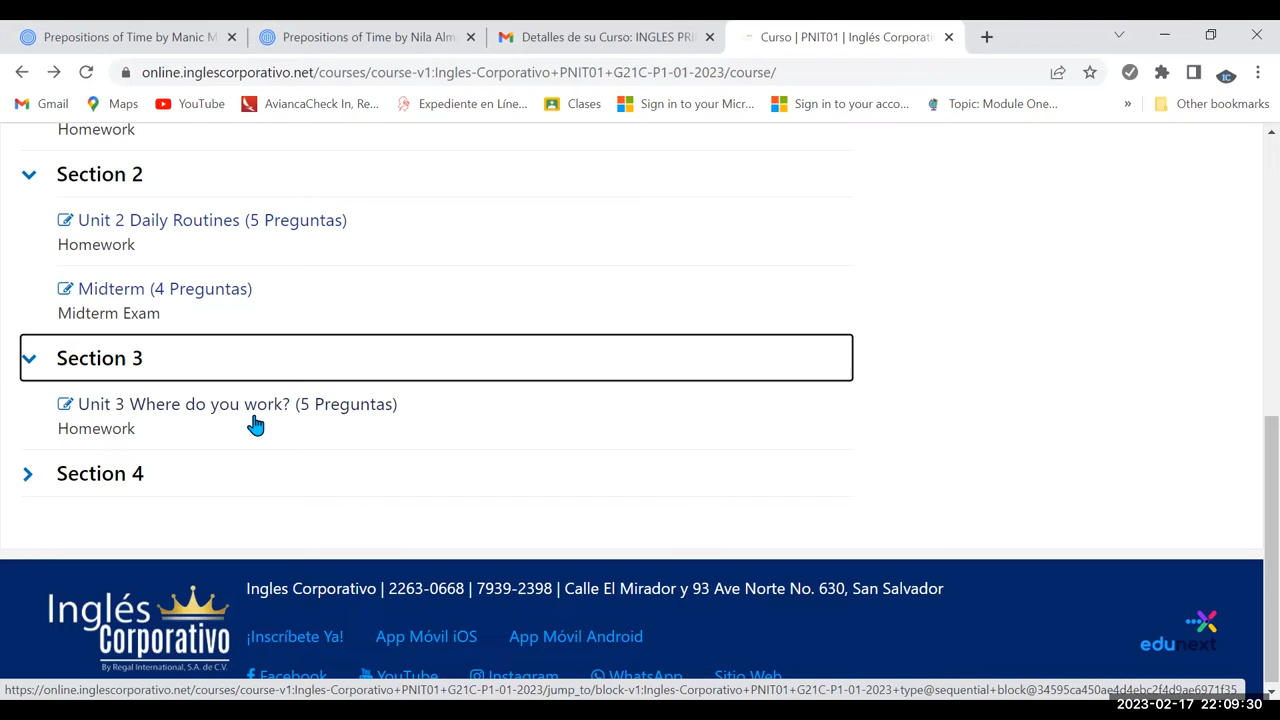 Prepositions of Time by Manic M
Prepositions of Time by Nila Alm
Detalles de su Curso: INGLES PRI
Curso | PNIT01 | Inglés Corporati
online.inglescorporativo.net/courses/course-v1:Ingles-Corporativo+PNIT01+G21C-P1-01-2023/course/
Gmail
Maps
YouTube
AviancaCheck In, Re...
Expediente en Líne...
Clases
Sign in to your Micr...
Sign in to your acco...
Topic: Module One...
»
Other bookmarks
Homework
Section 2
Unit 2 Daily Routines (5 Preguntas)
Homework
Midterm (4 Preguntas)
Midterm Exam
Section 3
Unit 3 Where do you work? (5 Preguntas)
Homework
Section 4
Inglés
Corporativo
By Regal International, S.A. de C.V.
Ingles Corporativo | 2263-0668 | 7939-2398 | Calle El Mirador y 93 Ave Norte No. 630, San Salvador
¡Inscríbete Ya!
App Móvil iOS
App Móvil Android
edunext
Facebook
YouTube
Instagram
WhatsApp
Sitio Web
https://online.inglescorporativo.net/courses/course-v1:Ingles-Corporativo+PNIT01+G21C-P1-01-2023/jump_to/block-v1:Ingles-Corporativo+PNIT01+G21C-P1-01-2023+type@sequential+block@34595ca450ae4d4ebc2f4d9ae6971f35
2023-02-17 22:09:30